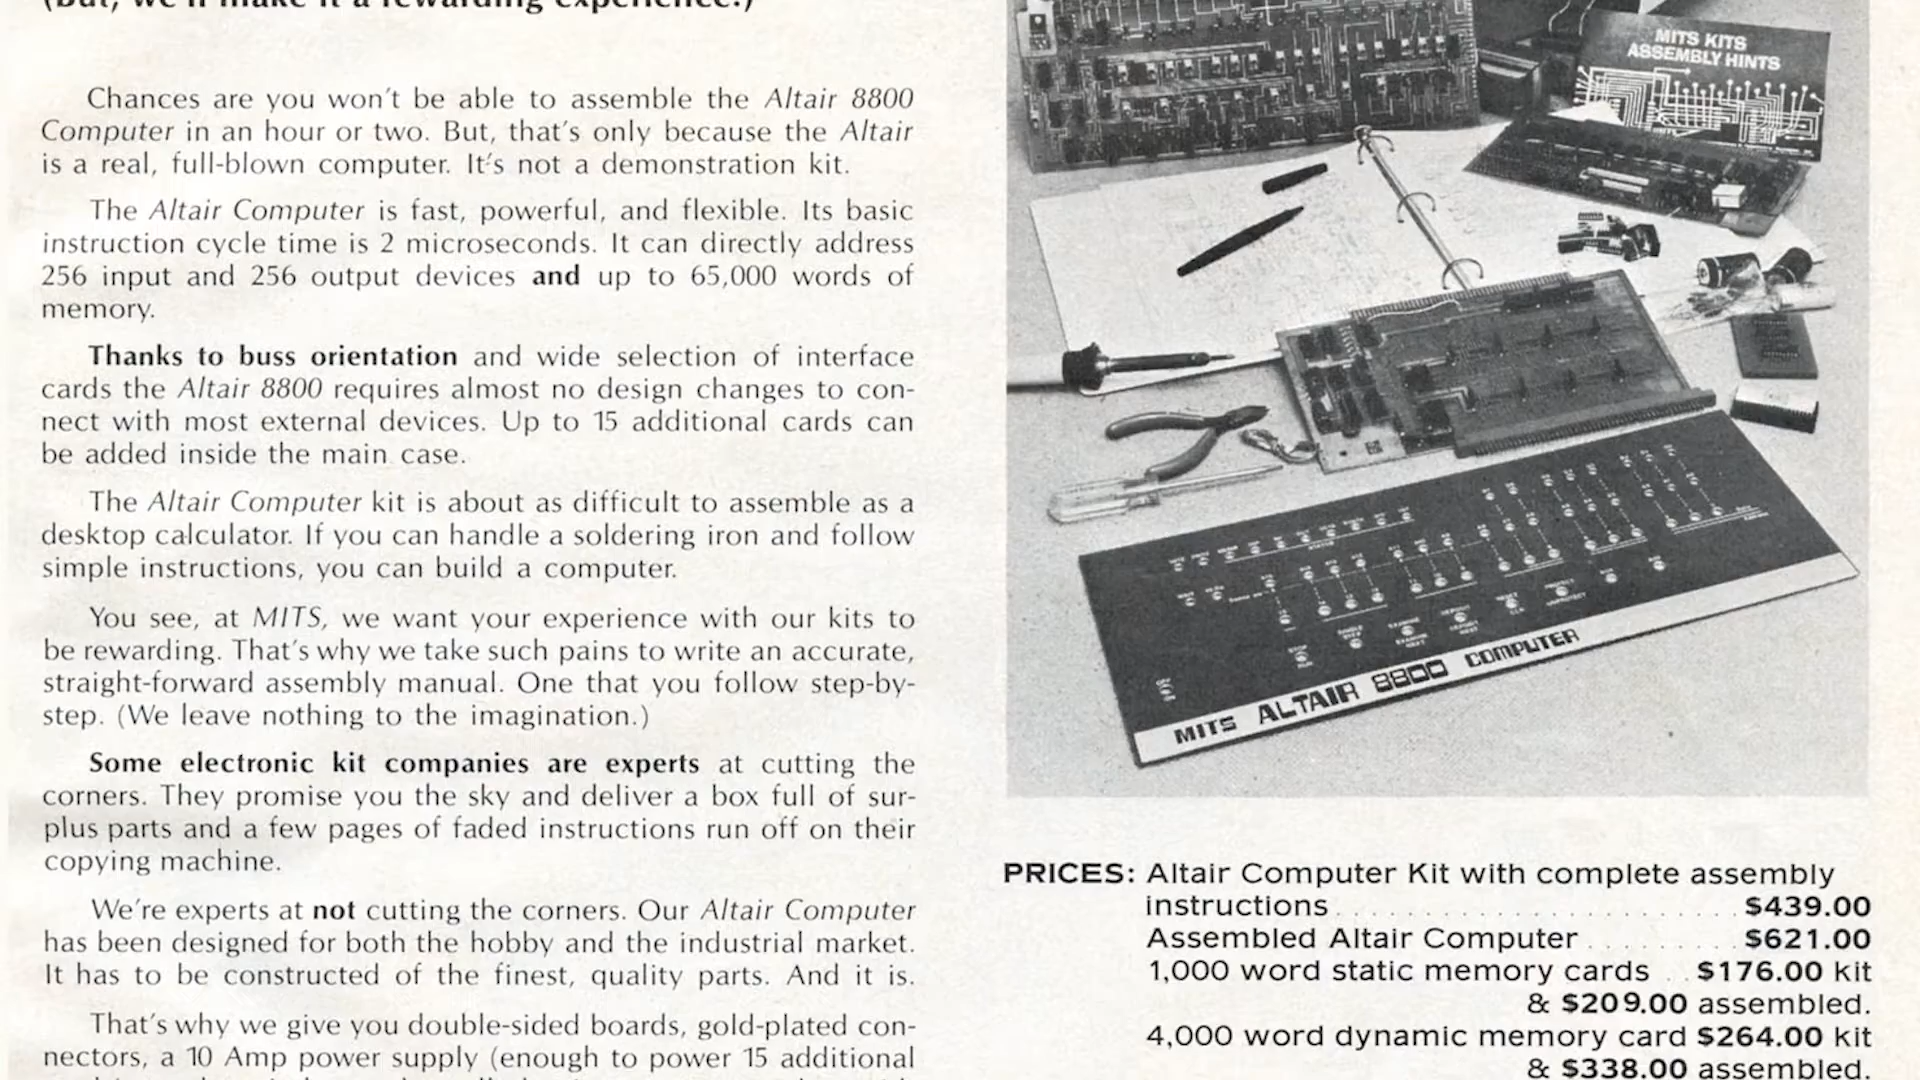 (But, we'll make it a rewarding experience.)
Chances are you won't be able to assemble the Altair 8800
Computer in an hour or two. But, that's only because the Altair
is a real, full-blown computer. It's not a demonstration kit.
The Altair Computer is fast, powerful, and flexible. Its basic
instruction cycle time is 2 microseconds. It can directly address
256 input and 256 output devices and up to 65,000 words of
memory.
Thanks to buss orientation and wide selection of interface
cards the Altair 8800 requires almost no design changes to con-
nect with most external devices. Up to 15 additional cards can
be added inside the main case.
The Altair Computer kit is about as difficult to assemble as a
desktop calculator. If you can handle a soldering iron and follow
simple instructions, you can build a computer.
You see, at MITS, we want your experience with our kits to
be rewarding. That's why we take such pains to write an accurate,
straight-forward assembly manual. One that you follow step-by-
step. (We leave nothing to the imagination.)
Some electronic kit companies are experts at cutting the
corners. They promise you the sky and deliver a box full of sur-
plus parts and a few pages of faded instructions run off on their
copying machine.
We're experts at not cutting the corners. Our Altair Computer
has been designed for both the hobby and the industrial market.
It has to be constructed of the finest, quality parts. And it is.
That's why we give you double-sided boards, gold-plated con-
nectors, a 10 Amp power supply (enough to power 15 additional
MITS KITS
ASSEMBLY HINTS
MITS ALTAIR 8800 COMPUTER
PRICES: Altair Computer Kit with complete assembly
instructions . . . . . . . . . . . . . . . . . . . . . $439.00
Assembled Altair Computer . . . . . . . . $621.00
1,000 word static memory cards . . $176.00 kit
& $209.00 assembled.
4,000 word dynamic memory card $264.00 kit
& $338.00 assembled.